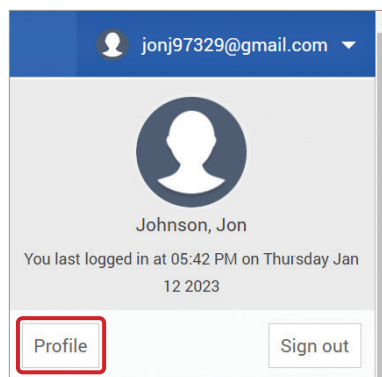 jonj97329@gmail.com
Johnson, Jon
You last logged in at 05:42 PM on Thursday Jan
12 2023
Profile
Sign out